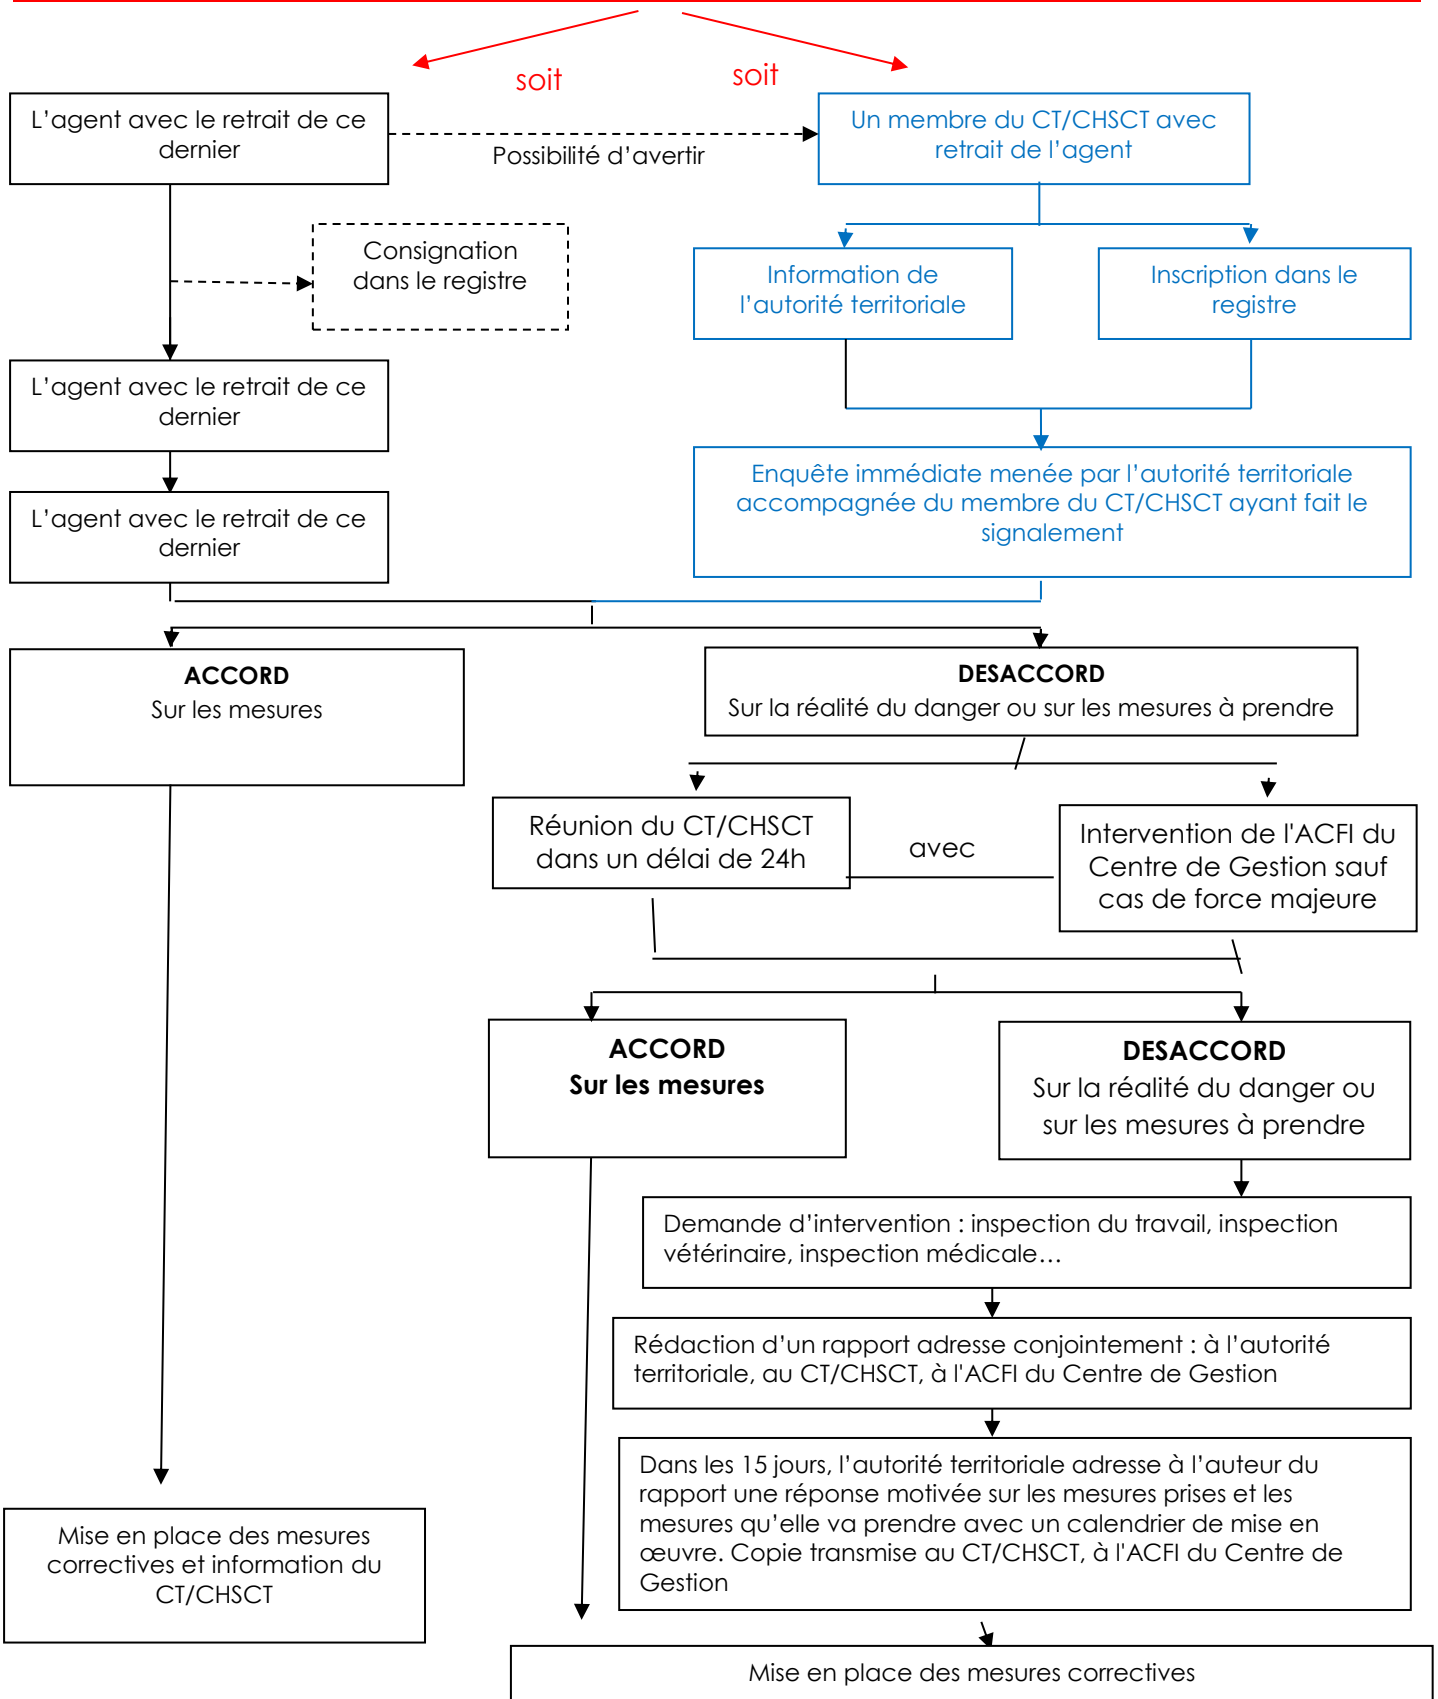 soit
soit
L'agent avec le retrait de ce
dernier
Possibilité d'avertir
Un membre du CT/CHSCT avec
retrait de l'agent
Consignation
dans le registre
Information de
l'autorité territoriale
Inscription dans le
registre
L'agent avec le retrait de ce
dernier
L'agent avec le retrait de ce
dernier
Enquête immédiate menée par l'autorité territoriale
accompagnée du membre du CT/CHSCT ayant fait le
signalement
ACCORD
Sur les mesures
DESACCORD
Sur la réalité du danger ou sur les mesures à prendre
Réunion du CT/CHSCT
dans un délai de 24h
avec
Intervention de l'ACFI du
Centre de Gestion sauf
cas de force majeure
ACCORD
Sur les mesures
DESACCORD
Sur la réalité du danger ou
sur les mesures à prendre
Demande d'intervention : inspection du travail, inspection
vétérinaire, inspection médicale…
Rédaction d'un rapport adresse conjointement : à l'autorité
territoriale, au CT/CHSCT, à l'ACFI du Centre de Gestion
Dans les 15 jours, l'autorité territoriale adresse à l'auteur du
rapport une réponse motivée sur les mesures prises et les
mesures qu'elle va prendre avec un calendrier de mise en
œuvre. Copie transmise au CT/CHSCT, à l'ACFI du Centre de
Gestion
Mise en place des mesures
correctives et information du
CT/CHSCT
Mise en place des mesures correctives